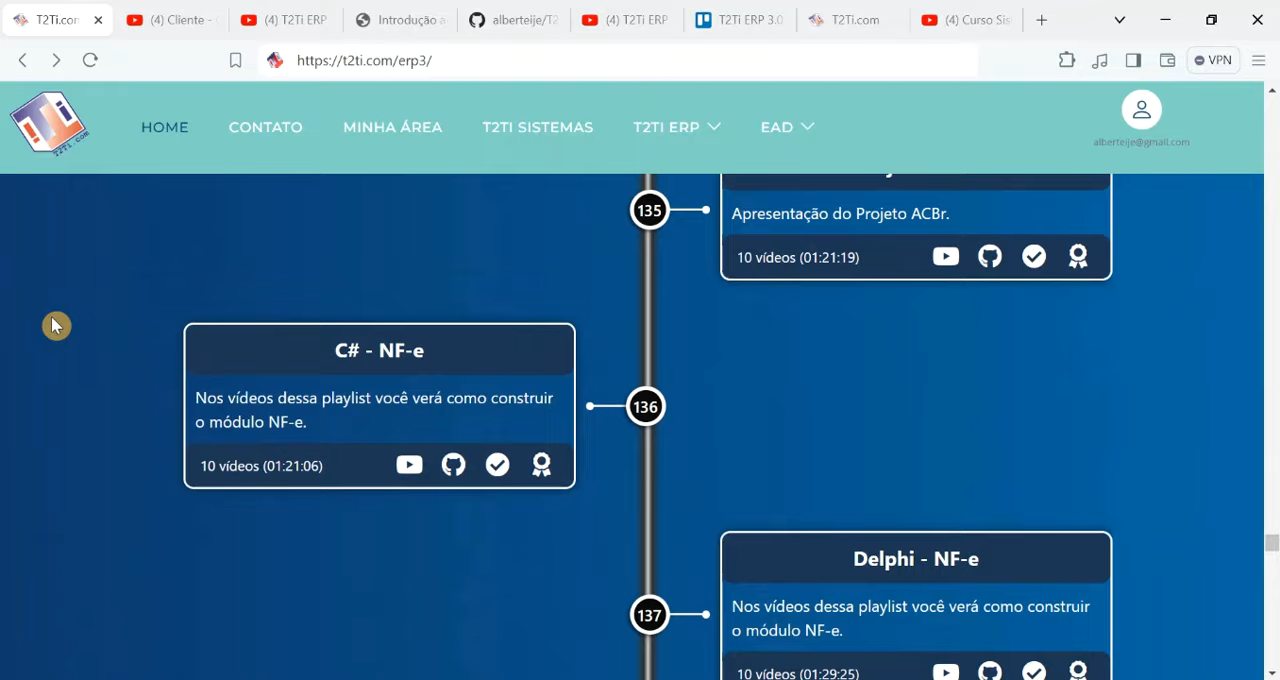 T2Ti.con
(4) Cliente -
(4) T2Ti ERP
Introdução a
alberteije/T2
(4) T2Ti ERP
T2Ti ERP 3.0
T2Ti.com
(4) Curso Sis
https://t2ti.com/erp3/
VPN
T2Ti.com
HOME
CONTATO
MINHA ÁREA
T2TI SISTEMAS
T2TI ERP
EAD
alberteije@gmail.com
135
Apresentação do Projeto ACBr.
10 vídeos (01:21:19)
C# - NF-e
136
Nos vídeos dessa playlist você verá como construir
o módulo NF-e.
10 vídeos (01:21:06)
Delphi - NF-e
137
Nos vídeos dessa playlist você verá como construir
o módulo NF-e.
10 vídeos (01:29:25)